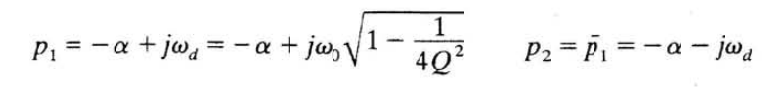 p₁ = −α + jω_d = −α + jω₀√(1 − 1/(4Q²))    p₂ = p̄₁ = −α − jω_d